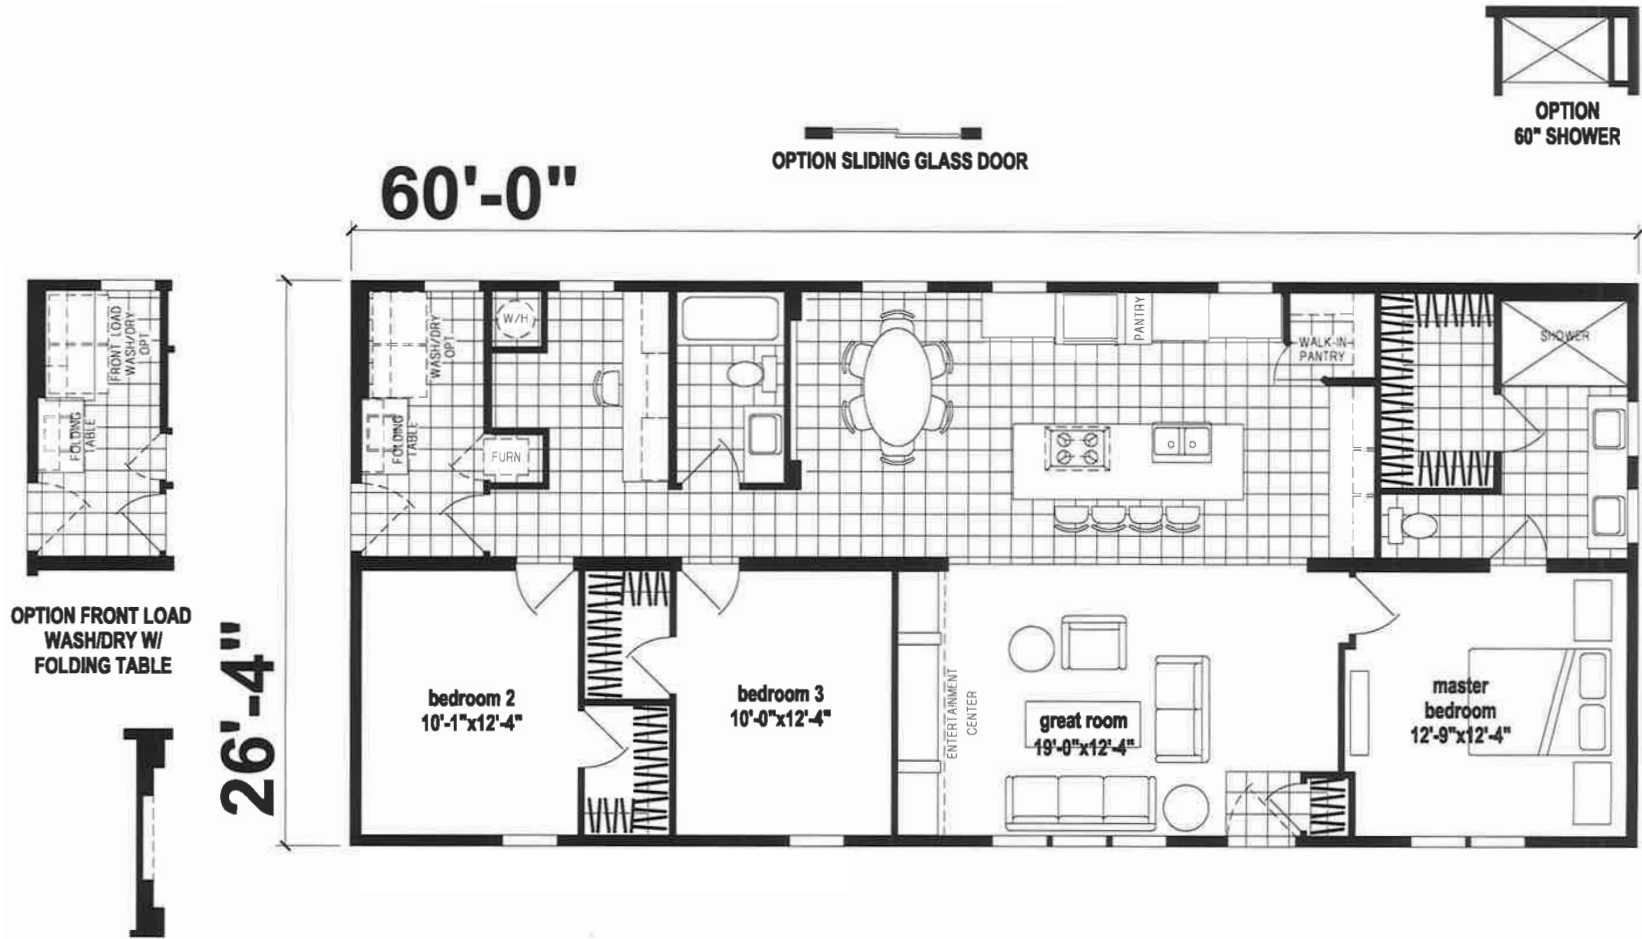 OPTION
60" SHOWER
OPTION SLIDING GLASS DOOR
60'-0"
26'-4"
FRONT LOAD
WASH/DRY
OPT
FOLDING
TABLE
OPTION FRONT LOAD
WASH/DRY W/
FOLDING TABLE
WASH/DRY
OPT
FOLDING
TABLE
W/H
FURN
PANTRY
WALK-IN
PANTRY
SHOWER
bedroom 2
10'-1"x12'-4"
bedroom 3
10'-0"x12'-4"
ENTERTAINMENT
CENTER
great room
19'-0"x12'-4"
master
bedroom
12'-9"x12'-4"